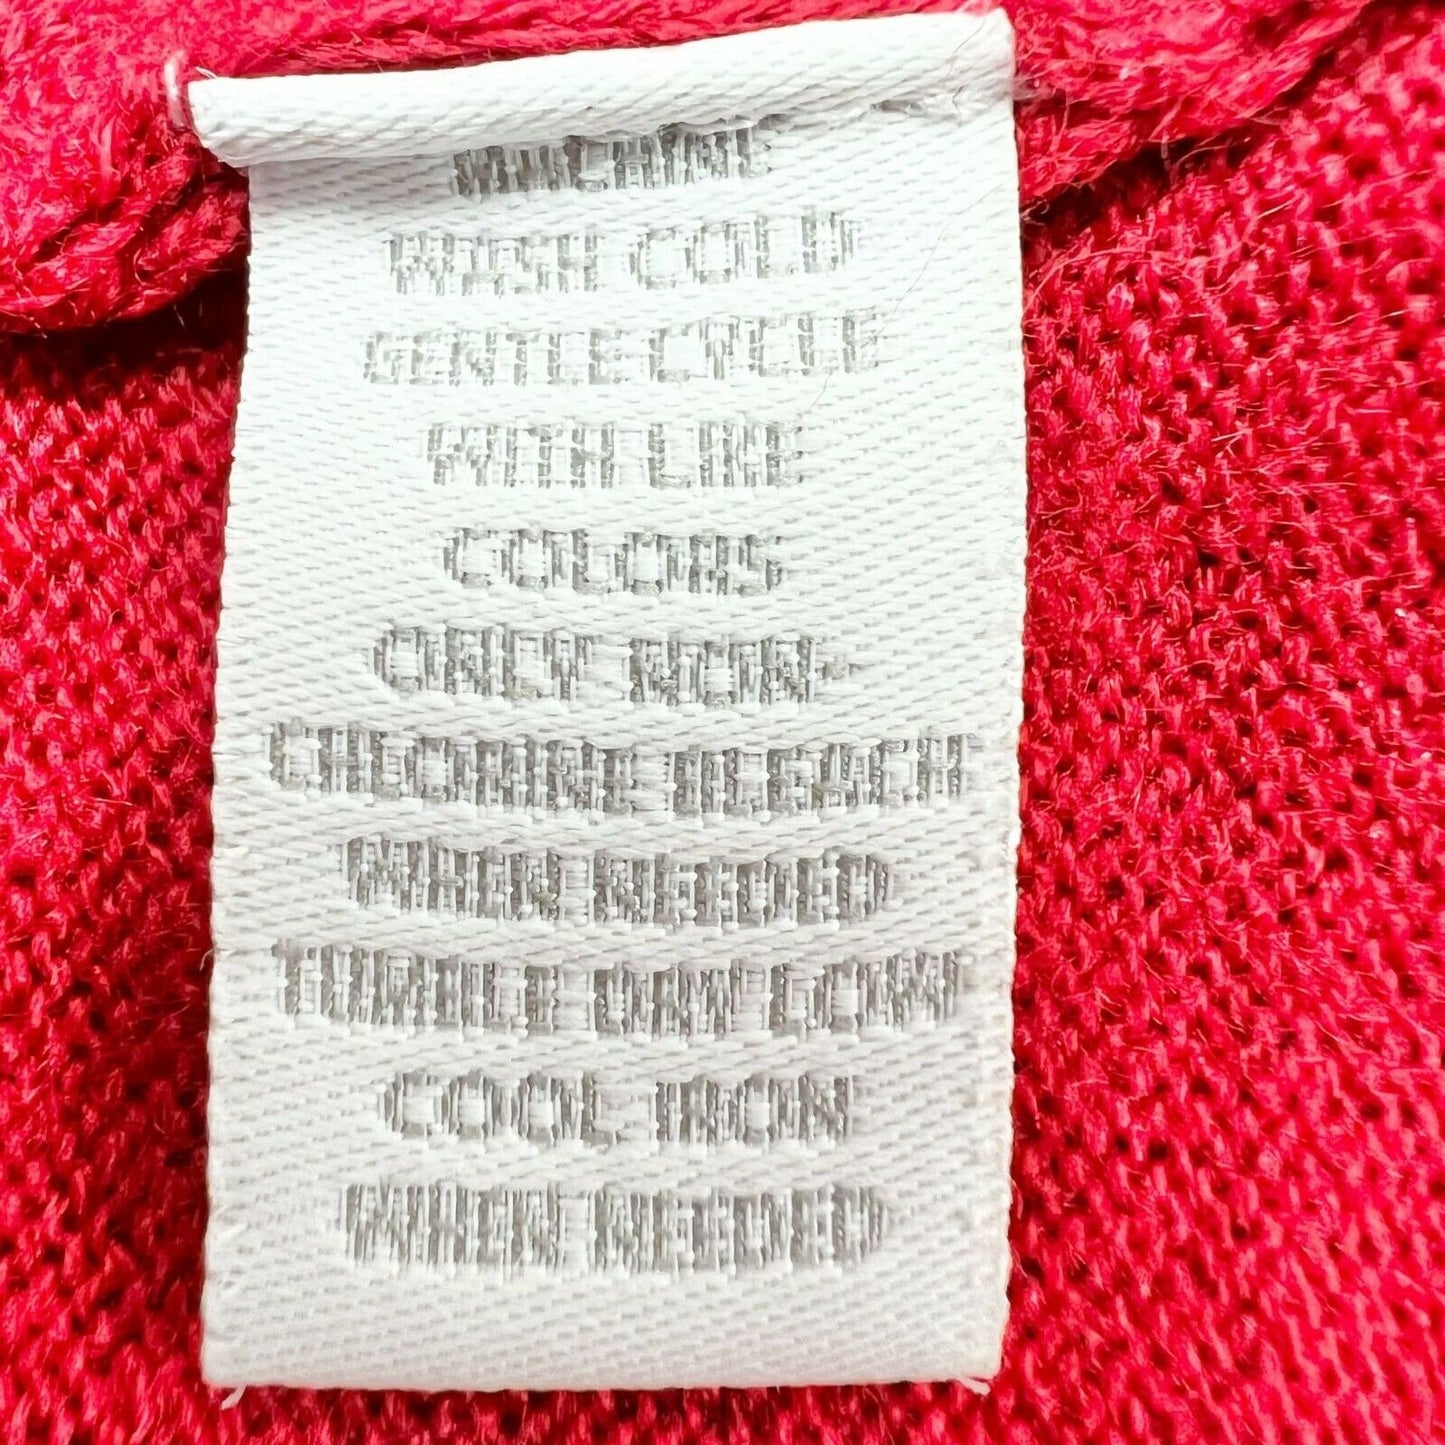 MACHINE
WASH COLD
GENTLE CYCLE
WITH LIKE
COLORS
ONLY NON-
CHLORINE BLEACH
WHEN NEEDED
TUMBLE DRY LOW
COOL IRON
WHEN NEEDED